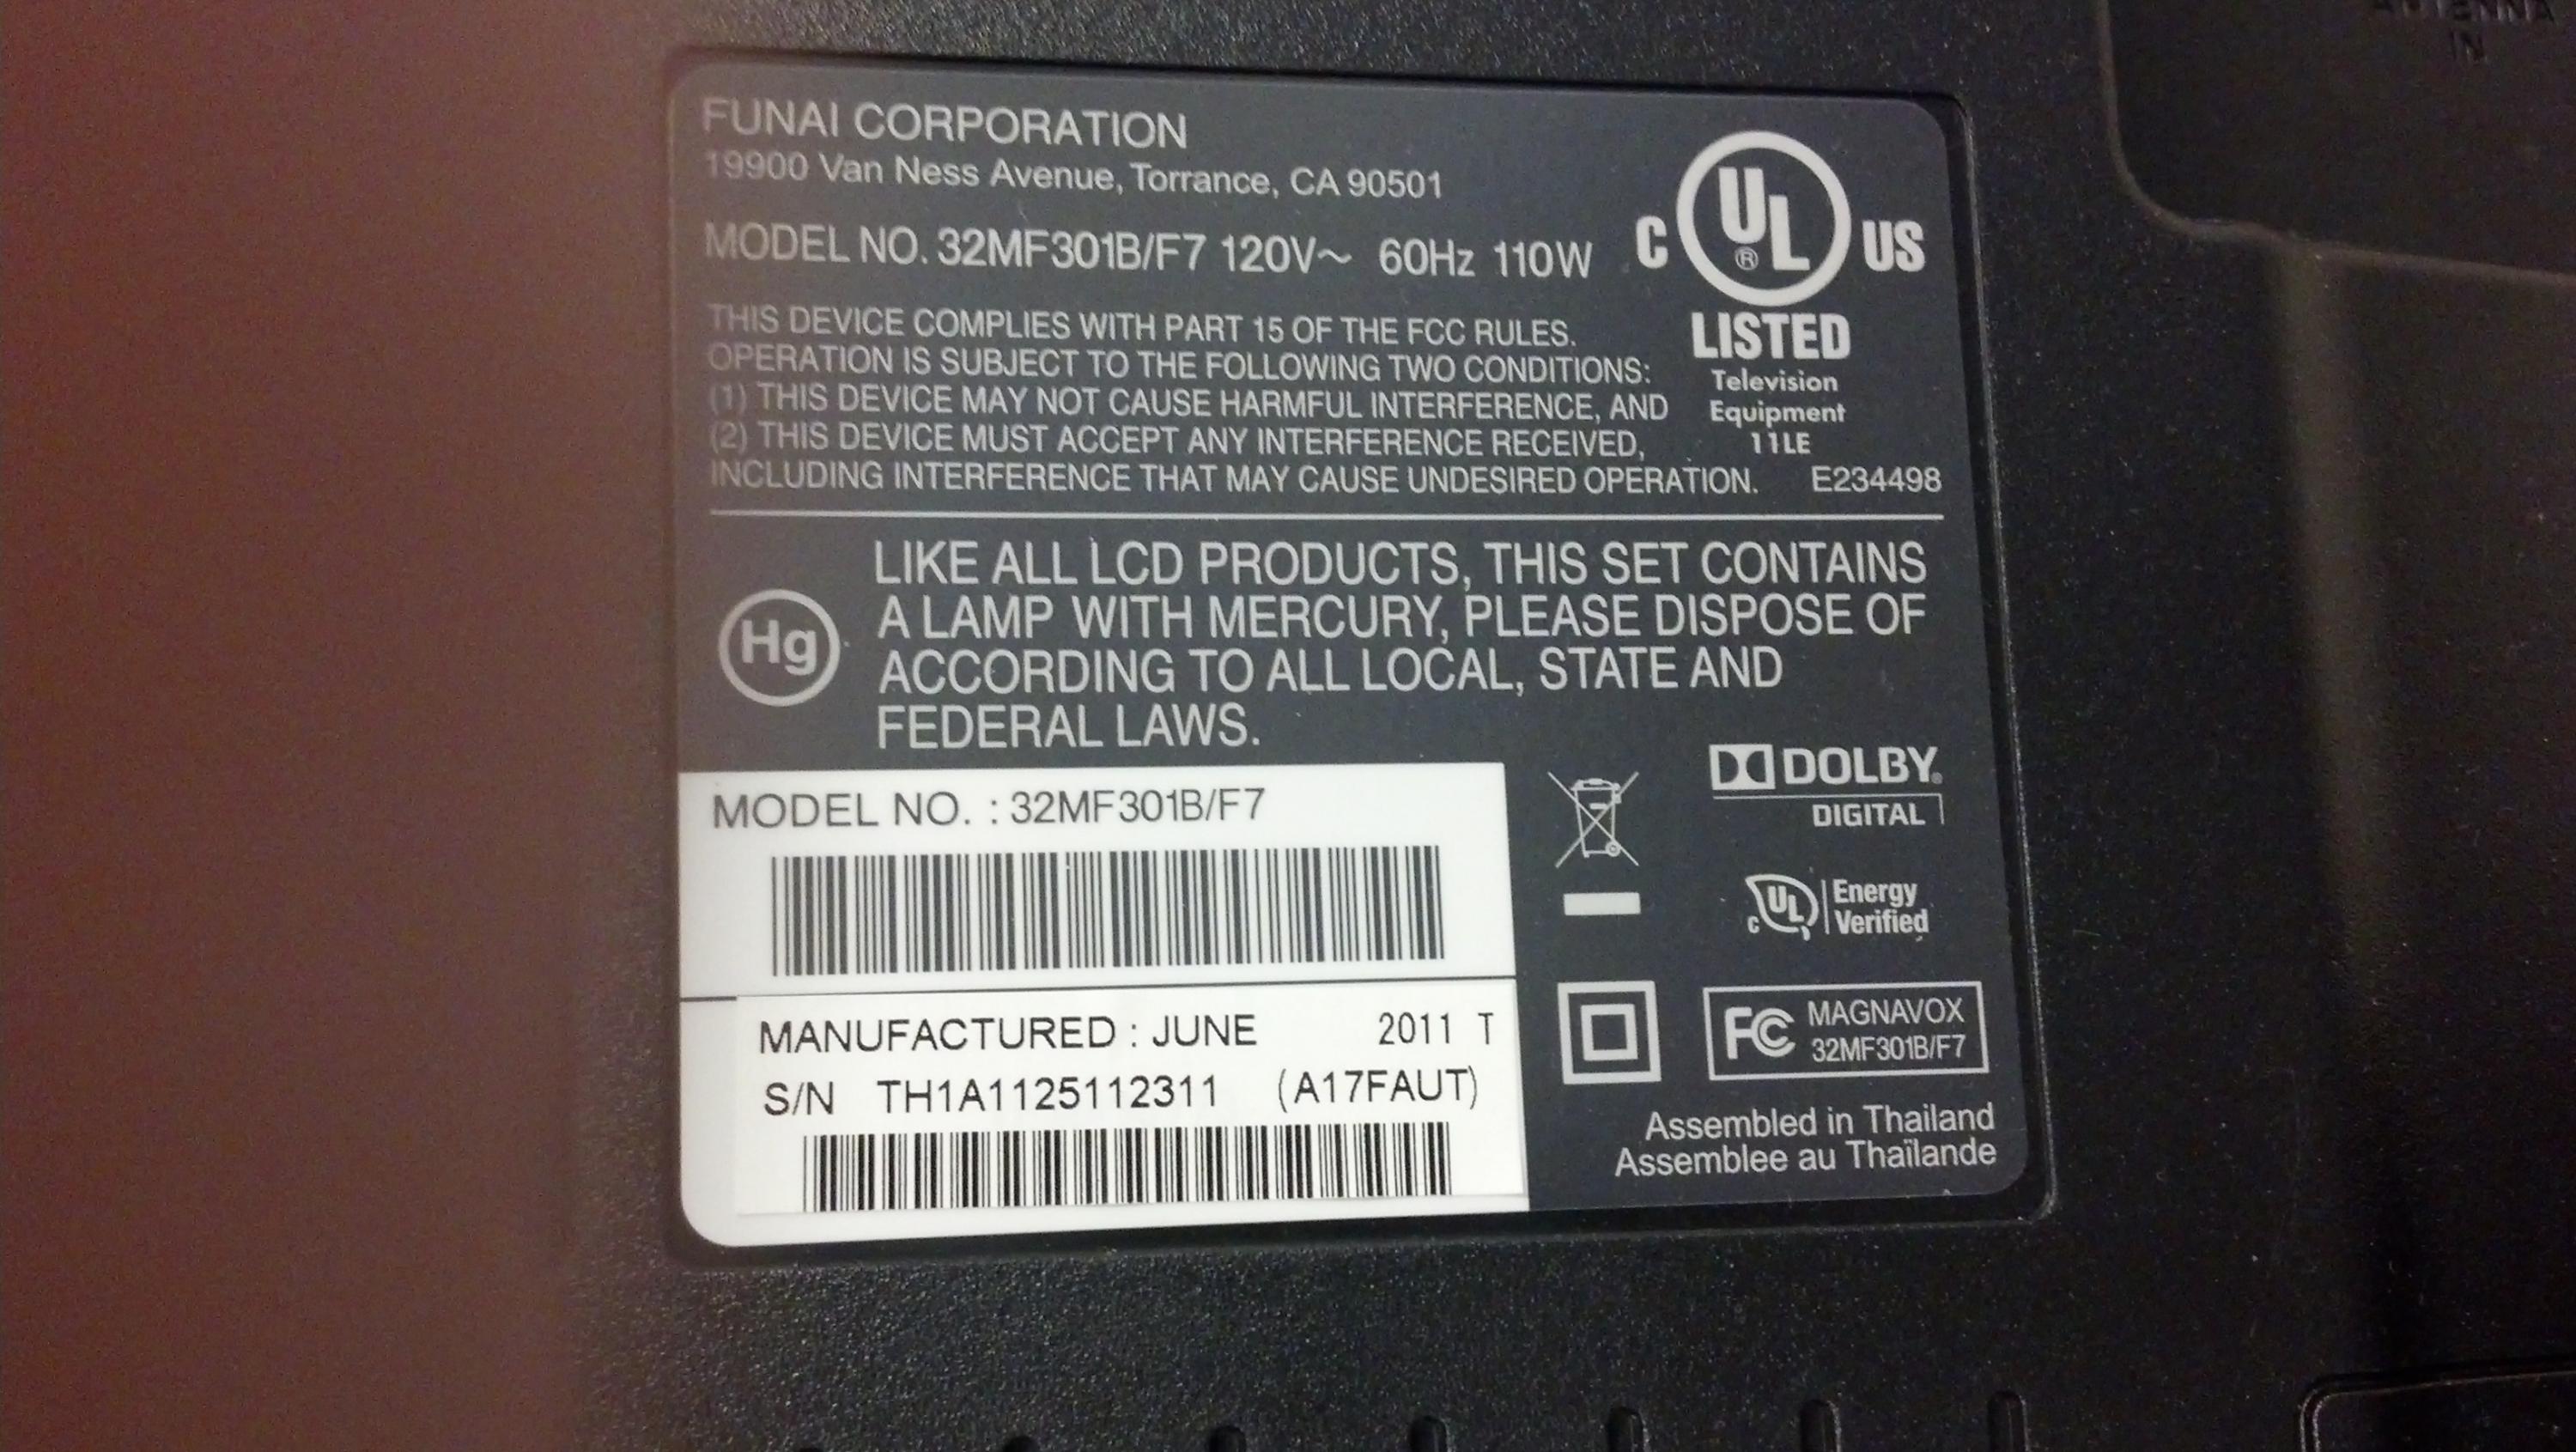 ANTENNA
IN
FUNAI CORPORATION
19900 Van Ness Avenue, Torrance, CA 90501
MODEL NO. 32MF301B/F7 120V~ 60Hz 110W
C UL ® US
LISTED
Television
Equipment
11LE
E234498
THIS DEVICE COMPLIES WITH PART 15 OF THE FCC RULES.
OPERATION IS SUBJECT TO THE FOLLOWING TWO CONDITIONS:
(1) THIS DEVICE MAY NOT CAUSE HARMFUL INTERFERENCE, AND
(2) THIS DEVICE MUST ACCEPT ANY INTERFERENCE RECEIVED,
INCLUDING INTERFERENCE THAT MAY CAUSE UNDESIRED OPERATION.
Hg
LIKE ALL LCD PRODUCTS, THIS SET CONTAINS
A LAMP WITH MERCURY, PLEASE DISPOSE OF
ACCORDING TO ALL LOCAL, STATE AND
FEDERAL LAWS.
MODEL NO. : 32MF301B/F7
MANUFACTURED : JUNE 2011 T
S/N TH1A1125112311 (A17FAUT)
DOLBY®
DIGITAL
c UL Energy
Verified
FC MAGNAVOX
32MF301B/F7
Assembled in Thailand
Assemblee au Thaïlande